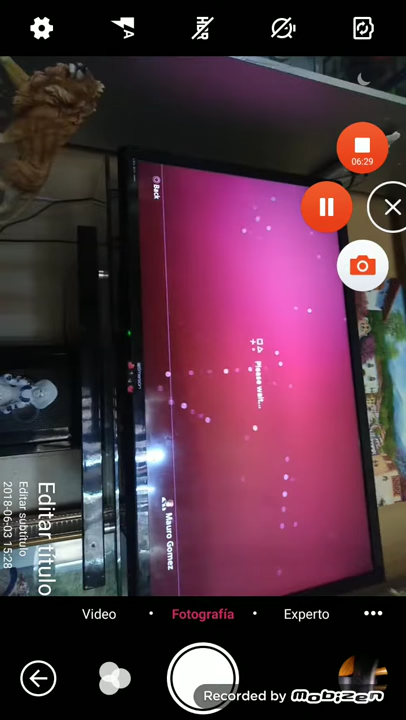 A
HDR
06:29
Back
Please wait...
Mauro Gomez
Editar título
Editar subtítulo
2018-06-03 15:28
Video • Fotografía • Experto •••
Recorded by Mobizen